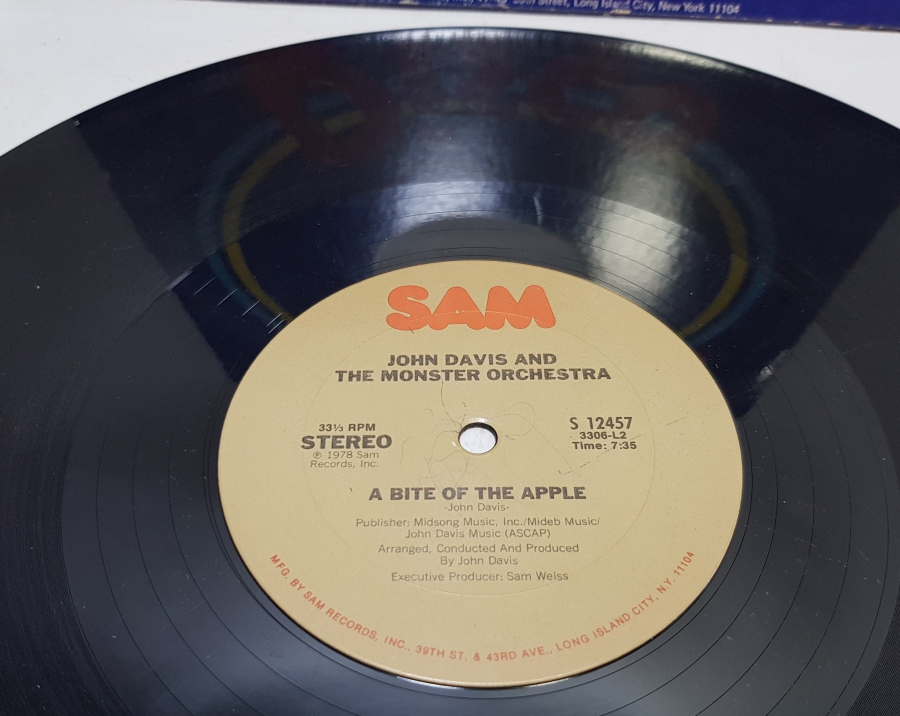 Street, Long Island City, New York 11104
SAM
JOHN DAVIS AND
THE MONSTER ORCHESTRA
33⅓ RPM
STEREO
℗ 1978 Sam
Records, Inc.
S 12457
3306-L2
Time: 7:35
A BITE OF THE APPLE
-John Davis-
Publisher: Midsong Music, Inc./Mideb Music/
John Davis Music (ASCAP)
Arranged, Conducted And Produced
By John Davis
Executive Producer: Sam Weiss
MFG. BY SAM RECORDS, INC., 39TH ST. & 43RD AVE., LONG ISLAND CITY, N.Y. 11104